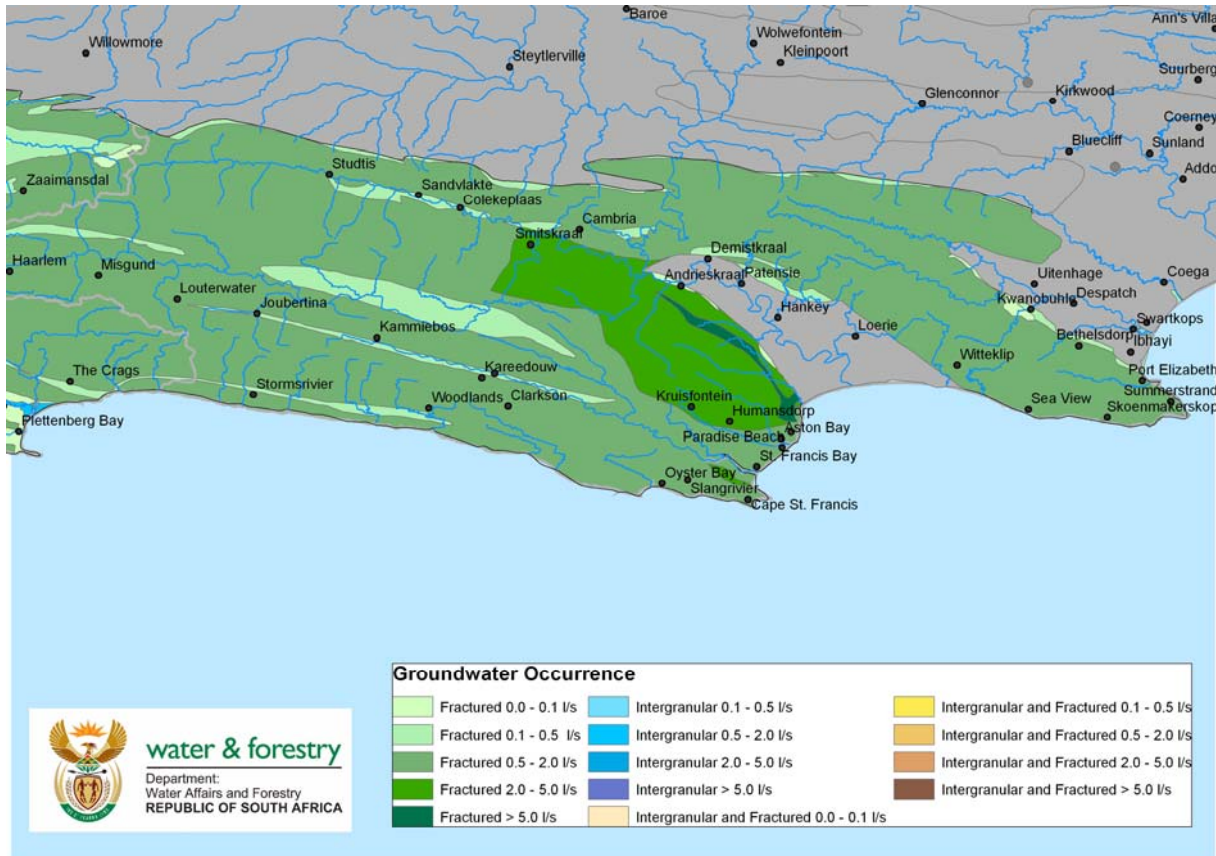 Baroe
Ann's Villa
Willowmore
Wolwefontein
Steytlerville
Kleinpoort
Suurberg
Glenconnor
Kirkwood
Coerney
Bluecliff
Sunland
Studtis
Addo
Zaaimansdal
Sandvlakte
Colekeplaas
Cambria
Smitskraal
Demistkraal
Haarlem
Misgund
Andrieskraal
Patensie
Uitenhage
Coega
Louterwater
Joubertina
Hankey
Kwanobuhle
Despatch
Swartkops
Kammiebos
Loerie
Bethelsdorp
Ibhayi
Witteklip
The Crags
Kareedouw
Port Elizabeth
Stormsrivier
Woodlands
Clarkson
Kruisfontein
Humansdorp
Sea View
Summerstrand
Skoenmakerskop
Plettenberg Bay
Paradise Beach
Aston Bay
St. Francis Bay
Oyster Bay
Slangrivier
Cape St. Francis
Groundwater Occurrence
Fractured 0.0 - 0.1 l/s
Fractured 0.1 - 0.5 l/s
Fractured 0.5 - 2.0 l/s
Fractured 2.0 - 5.0 l/s
Fractured > 5.0 l/s
Intergranular 0.1 - 0.5 l/s
Intergranular 0.5 - 2.0 l/s
Intergranular 2.0 - 5.0 l/s
Intergranular > 5.0 l/s
Intergranular and Fractured 0.0 - 0.1 l/s
Intergranular and Fractured 0.1 - 0.5 l/s
Intergranular and Fractured 0.5 - 2.0 l/s
Intergranular and Fractured 2.0 - 5.0 l/s
Intergranular and Fractured > 5.0 l/s
water & forestry
Department:
Water Affairs and Forestry
REPUBLIC OF SOUTH AFRICA